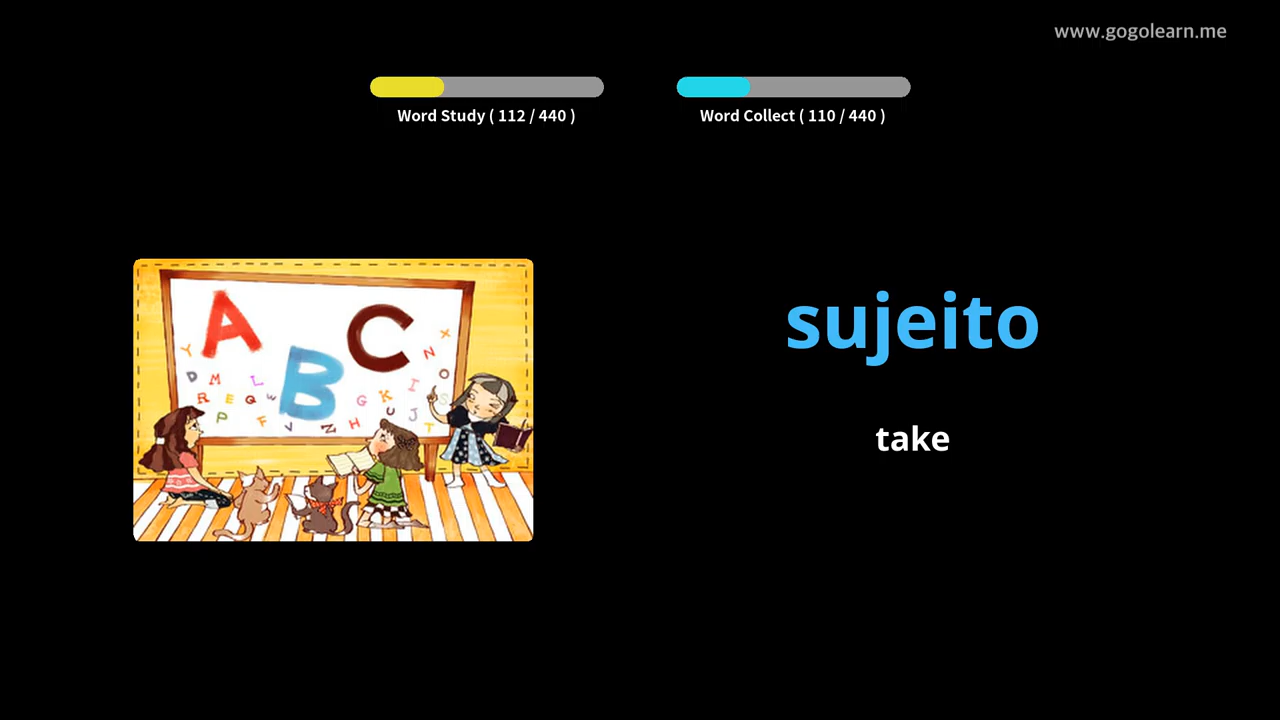 www.gogolearn.me
Word Study ( 112 / 440 )
Word Collect ( 110 / 440 )
A
B
C
X
Y
N
D M L I O
R E Q W G K S
P F V Z H U J T
sujeito
take